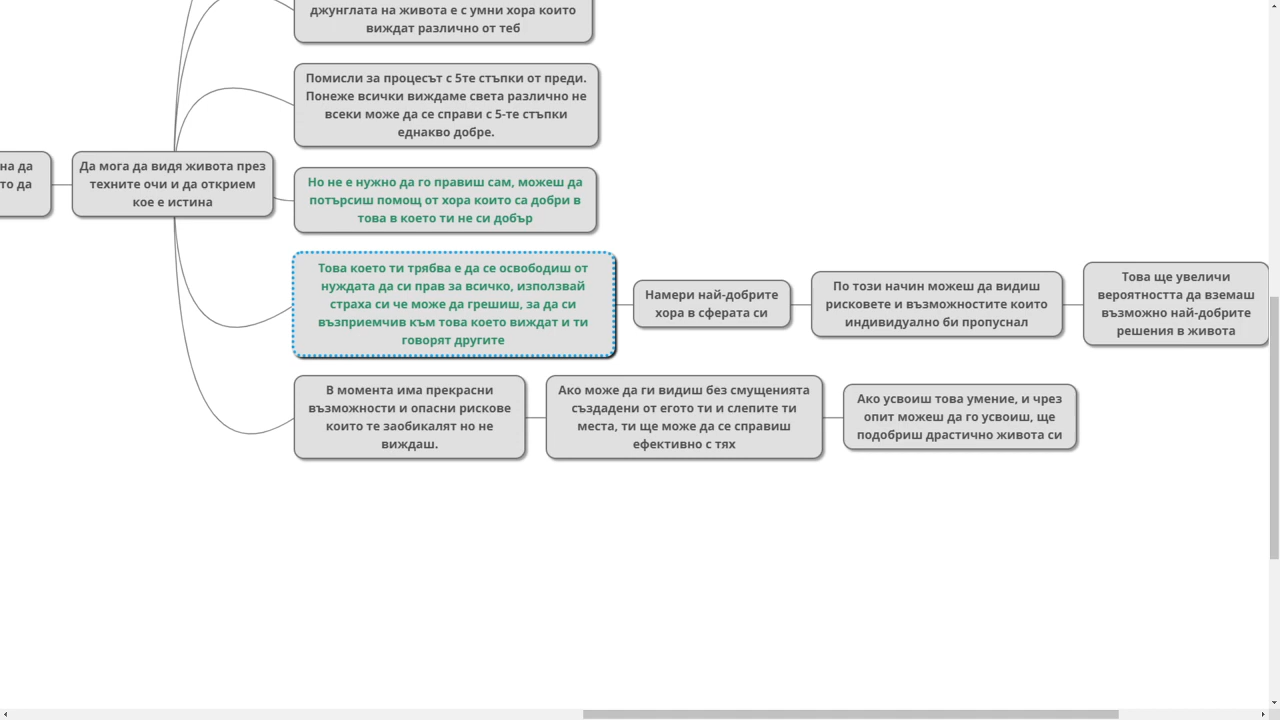 джунглата на живота е с умни хора които
виждат различно от теб
Помисли за процесът с 5те стъпки от преди.
Понеже всички виждаме света различно не
всеки може да се справи с 5-те стъпки
еднакво добре.
на да
то да
Да мога да видя живота през
техните очи и да открием
кое е истина
Но не е нужно да го правиш сам, можеш да
потърсиш помощ от хора които са добри в
това в което ти не си добър
Това което ти трябва е да се освободиш от
нуждата да си прав за всичко, използвай
страха си че може да грешиш, за да си
възприемчив към това което виждат и ти
говорят другите
Намери най-добрите
хора в сферата си
По този начин можеш да видиш
рисковете и възможностите които
индивидуално би пропуснал
Това ще увеличи
вероятността да вземаш
възможно най-добрите
решения в живота
В момента има прекрасни
възможности и опасни рискове
които те заобикалят но не
виждаш.
Ако може да ги видиш без смущенията
създадени от егото ти и слепите ти
места, ти ще може да се справиш
ефективно с тях
Ако усвоиш това умение, и чрез
опит можеш да го усвоиш, ще
подобриш драстично живота си